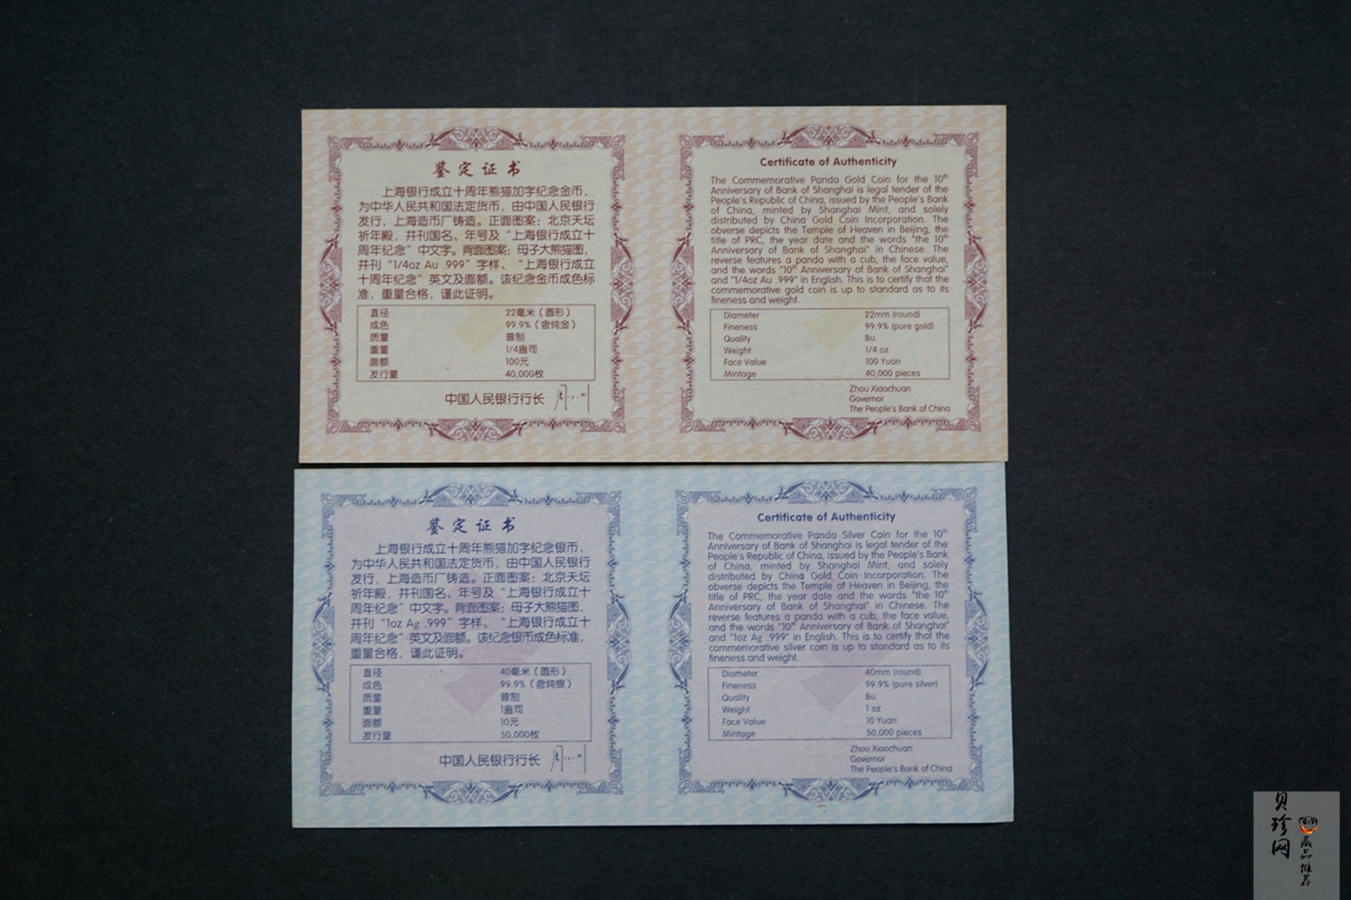 鉴定证书
上海银行成立十周年熊猫加字纪念金币，
为中华人民共和国法定货币，由中国人民银行
发行，上海造币厂铸造。正面图案：北京天坛
祈年殿，并刊国名、年号及“上海银行成立十
周年纪念”中文字。背面图案：母子大熊猫图，
并刊“1/4oz Au .999”字样、“上海银行成立
十周年纪念”英文及面额。该纪念金币成色标
准，重量合格，谨此证明。
直径 22毫米（圆形）
成色 99.9%（含纯金）
质量 普制
重量 1/4盎司
面额 100元
发行量 40,000枚
中国人民银行行长
Certificate of Authenticity
The Commemorative Panda Gold Coin for the 10th
Anniversary of Bank of Shanghai is legal tender of the
People's Republic of China, issued by the People's Bank
of China, minted by Shanghai Mint, and solely
distributed by China Gold Coin Incorporation. The
obverse depicts the Temple of Heaven in Beijing, the
title of PRC, the year date and the words "the 10th
Anniversary of Bank of Shanghai" in Chinese. The
reverse features a panda with a cub, the face value,
and the words "10th Anniversary of Bank of Shanghai"
and "1/4oz Au .999" in English. This is to certify that the
commemorative gold coin is up to standard as to its
fineness and weight.
Diameter 22mm (round)
Fineness 99.9% (pure gold)
Quality Bu.
Weight 1/4 oz
Face Value 100 Yuan
Mintage 40,000 pieces
Zhou Xiaochuan
Governor
The People's Bank of China
鉴定证书
上海银行成立十周年熊猫加字纪念银币，
为中华人民共和国法定货币，由中国人民银行
发行，上海造币厂铸造。正面图案：北京天坛
祈年殿，并刊国名、年号及“上海银行成立十
周年纪念”中文字。背面图案：母子大熊猫图，
并刊“1oz Ag .999”字样、“上海银行成立十
周年纪念”英文及面额。该纪念银币成色标准，
重量合格，谨此证明。
直径 40毫米（圆形）
成色 99.9%（含纯银）
质量 普制
重量 1盎司
面额 10元
发行量 50,000枚
中国人民银行行长
Certificate of Authenticity
The Commemorative Panda Silver Coin for the 10th
Anniversary of Bank of Shanghai is legal tender of the
People's Republic of China, issued by the People's Bank
of China, minted by Shanghai Mint, and solely
distributed by China Gold Coin Incorporation. The
obverse depicts the Temple of Heaven in Beijing, the
title of PRC, the year date and the words "the 10th
Anniversary of Bank of Shanghai" in Chinese. The
reverse features a panda with a cub, the face value,
and the words "10th Anniversary of Bank of Shanghai"
and "1oz Ag .999" in English. This is to certify that the
commemorative silver coin is up to standard as to its
fineness and weight.
Diameter 40mm (round)
Fineness 99.9% (pure silver)
Quality Bu
Weight 1 oz
Face Value 10 Yuan
Mintage 50,000 pieces
Zhou Xiaochuan
Governor
The People's Bank of China
贝珍网
藏品推荐